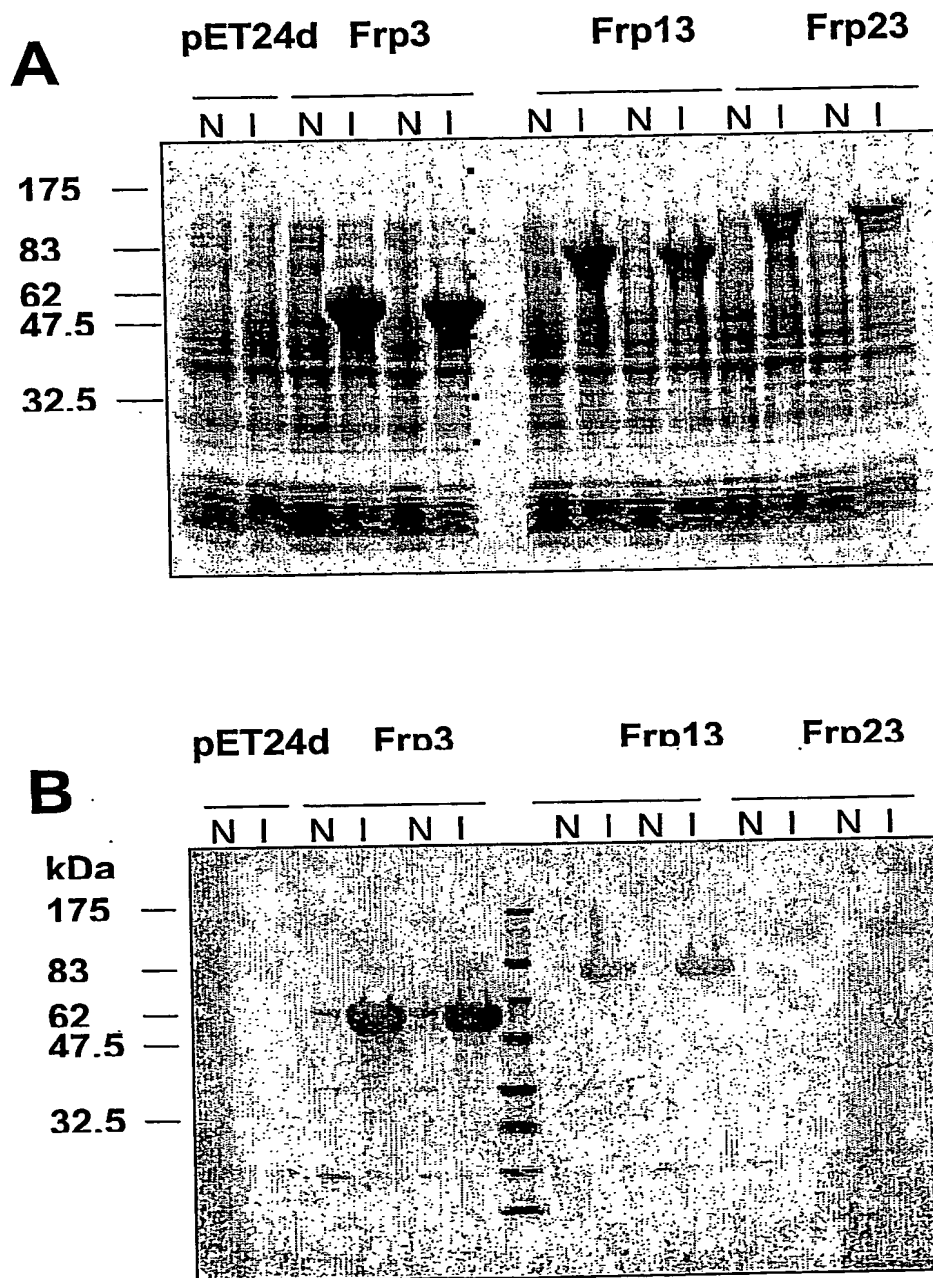 A
pET24d Frp3 Frp13 Frp23
N I N I N I N I N I N I N I
175
83
62
47.5
32.5
B
pET24d Frp3 Frp13 Frp23
N I N I N I N I N I N I N I
kDa
175
83
62
47.5
32.5